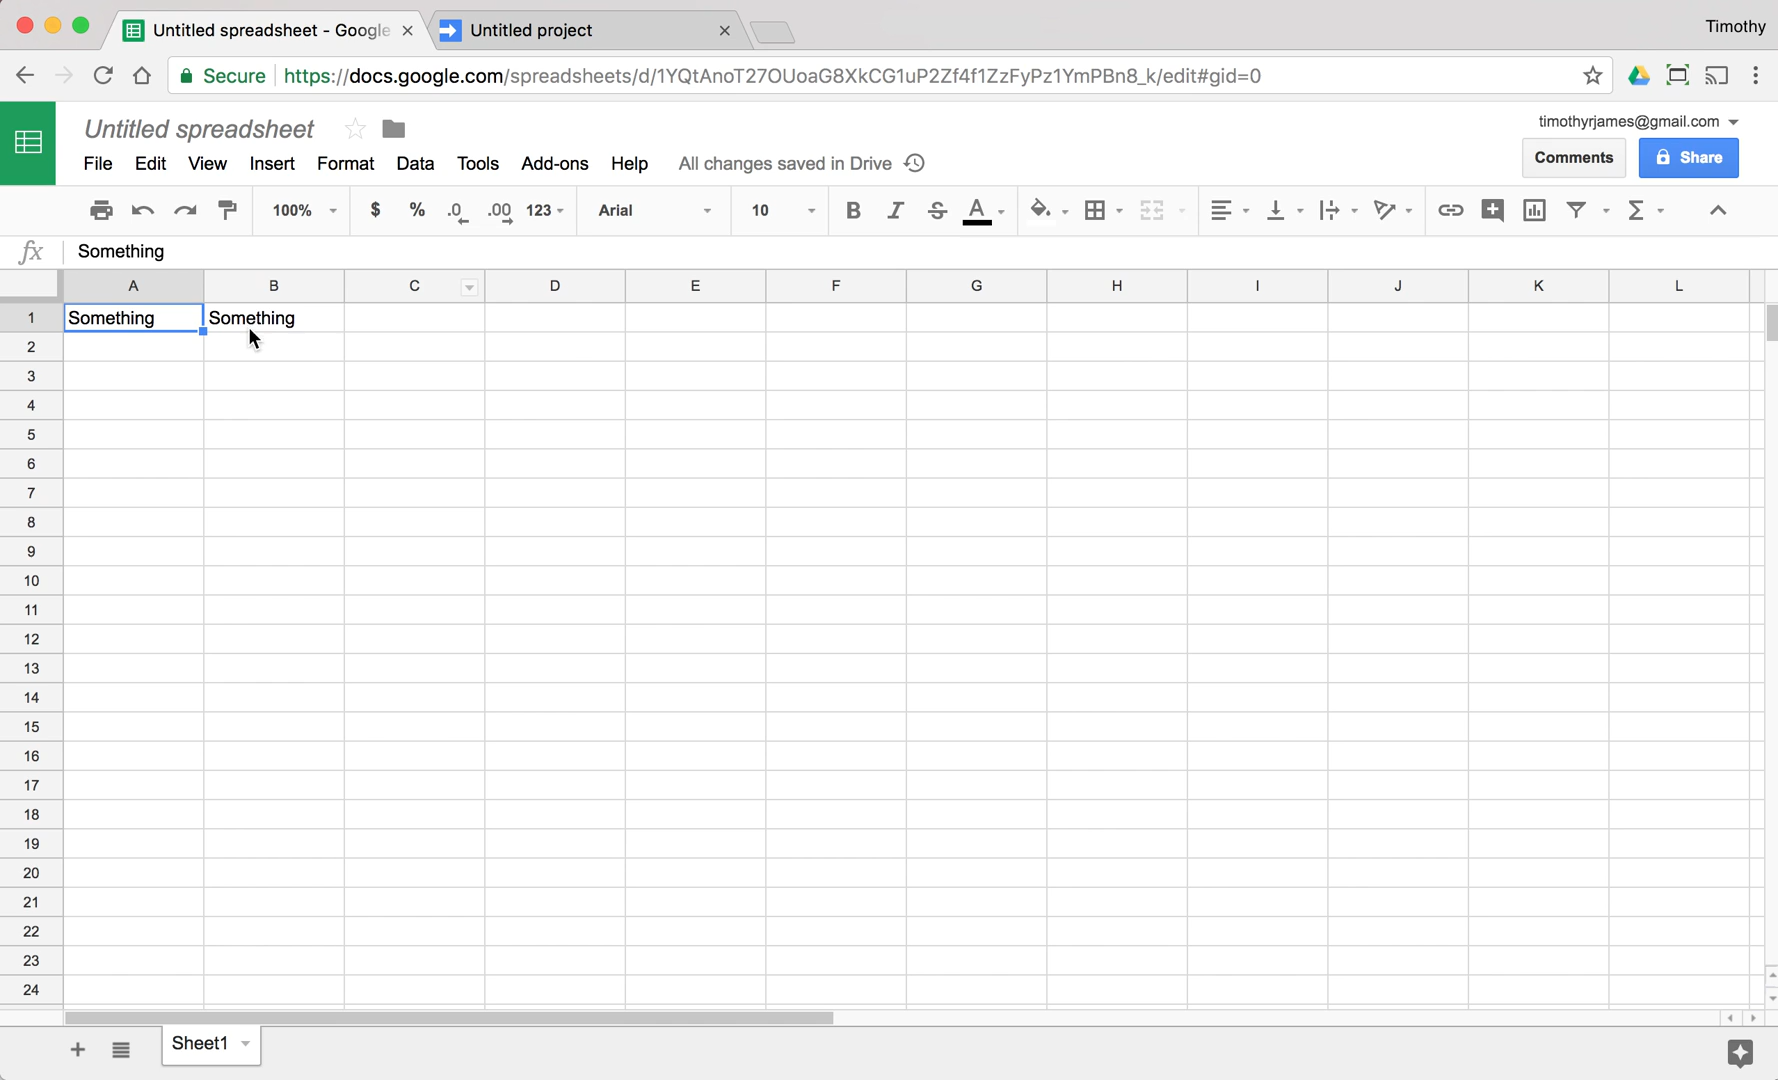 Untitled spreadsheet - Google
Untitled project
Timothy
Secure https://docs.google.com/spreadsheets/d/1YQtAnoT27OUoaG8XkCG1uP2Zf4f1ZzFyPz1YmPBn8_k/edit#gid=0
Untitled spreadsheet
timothyrjames@gmail.com
File Edit View Insert Format Data Tools Add-ons Help All changes saved in Drive
Comments Share
100% $ % .0 .00 123 Arial 10 B I S A Σ
fx Something
A B C D E F G H I J K L
1 Something Something
2
3
4
5
6
7
8
9
10
11
12
13
14
15
16
17
18
19
20
21
22
23
24
Sheet1